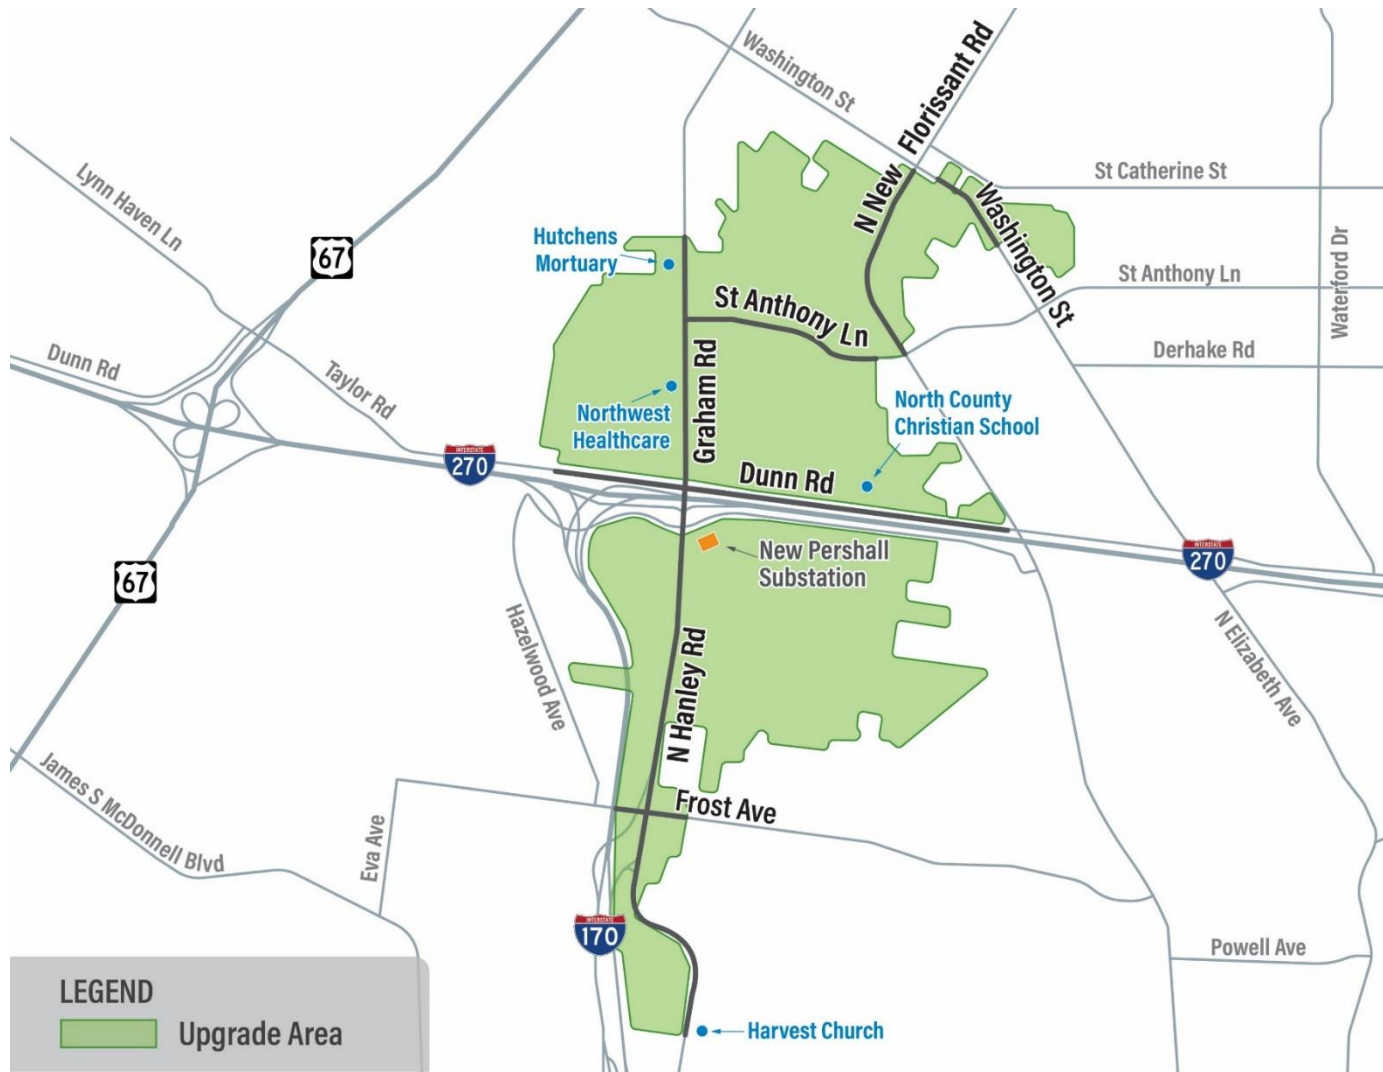 Washington St
N New Florissant Rd
St Catherine St
Lynn Haven Ln
67
Hutchens
Mortuary
Washington St
Waterford Dr
St Anthony Ln
St Anthony Ln
Dunn Rd
Taylor Rd
Graham Rd
Derhake Rd
Northwest
Healthcare
North County
Christian School
INTERSTATE
270
Dunn Rd
New Pershall
Substation
INTERSTATE
270
67
Hazelwood Ave
N Hanley Rd
N Elizabeth Ave
James S McDonnell Blvd
Eva Ave
Frost Ave
INTERSTATE
170
Powell Ave
LEGEND
Upgrade Area
Harvest Church